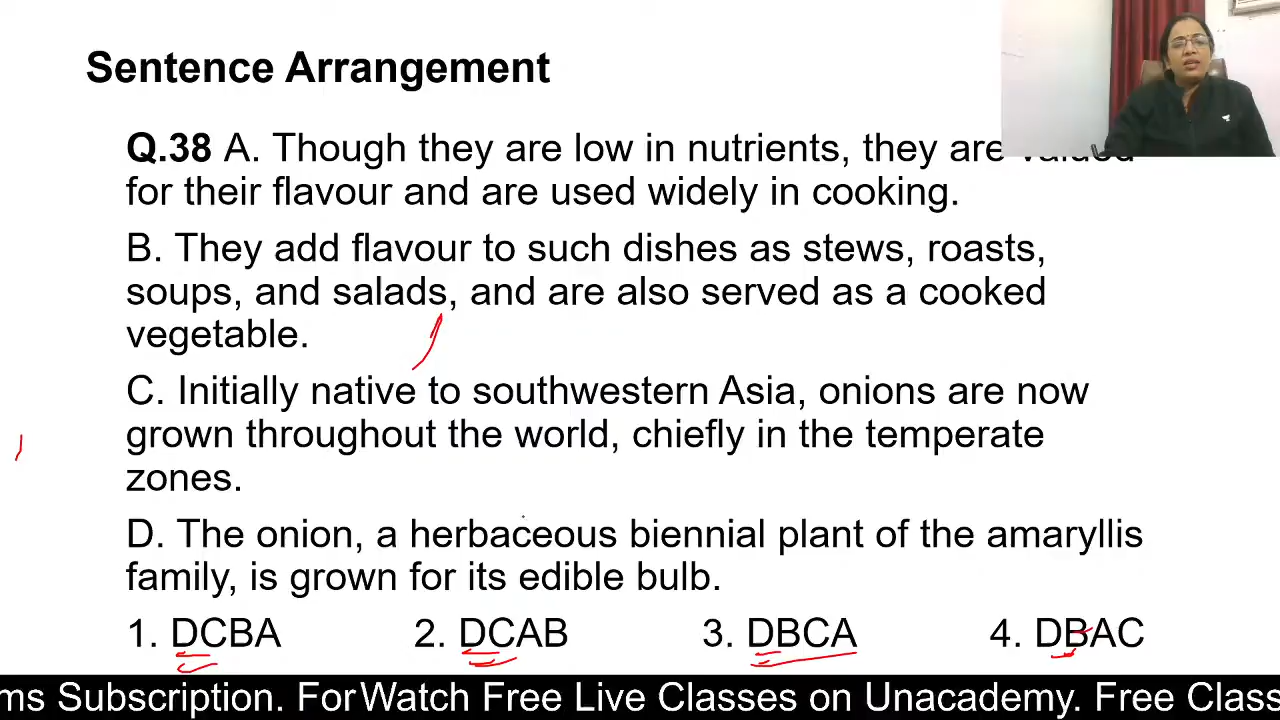 Sentence Arrangement
Q.38 A. Though they are low in nutrients, they are valued
for their flavour and are used widely in cooking.
B. They add flavour to such dishes as stews, roasts,
soups, and salads, and are also served as a cooked
vegetable.
C. Initially native to southwestern Asia, onions are now
grown throughout the world, chiefly in the temperate
zones.
D. The onion, a herbaceous biennial plant of the amaryllis
family, is grown for its edible bulb.
1. DCBA 2. DCAB 3. DBCA 4. DBAC
ms Subscription. For Watch Free Live Classes on Unacademy. Free Class